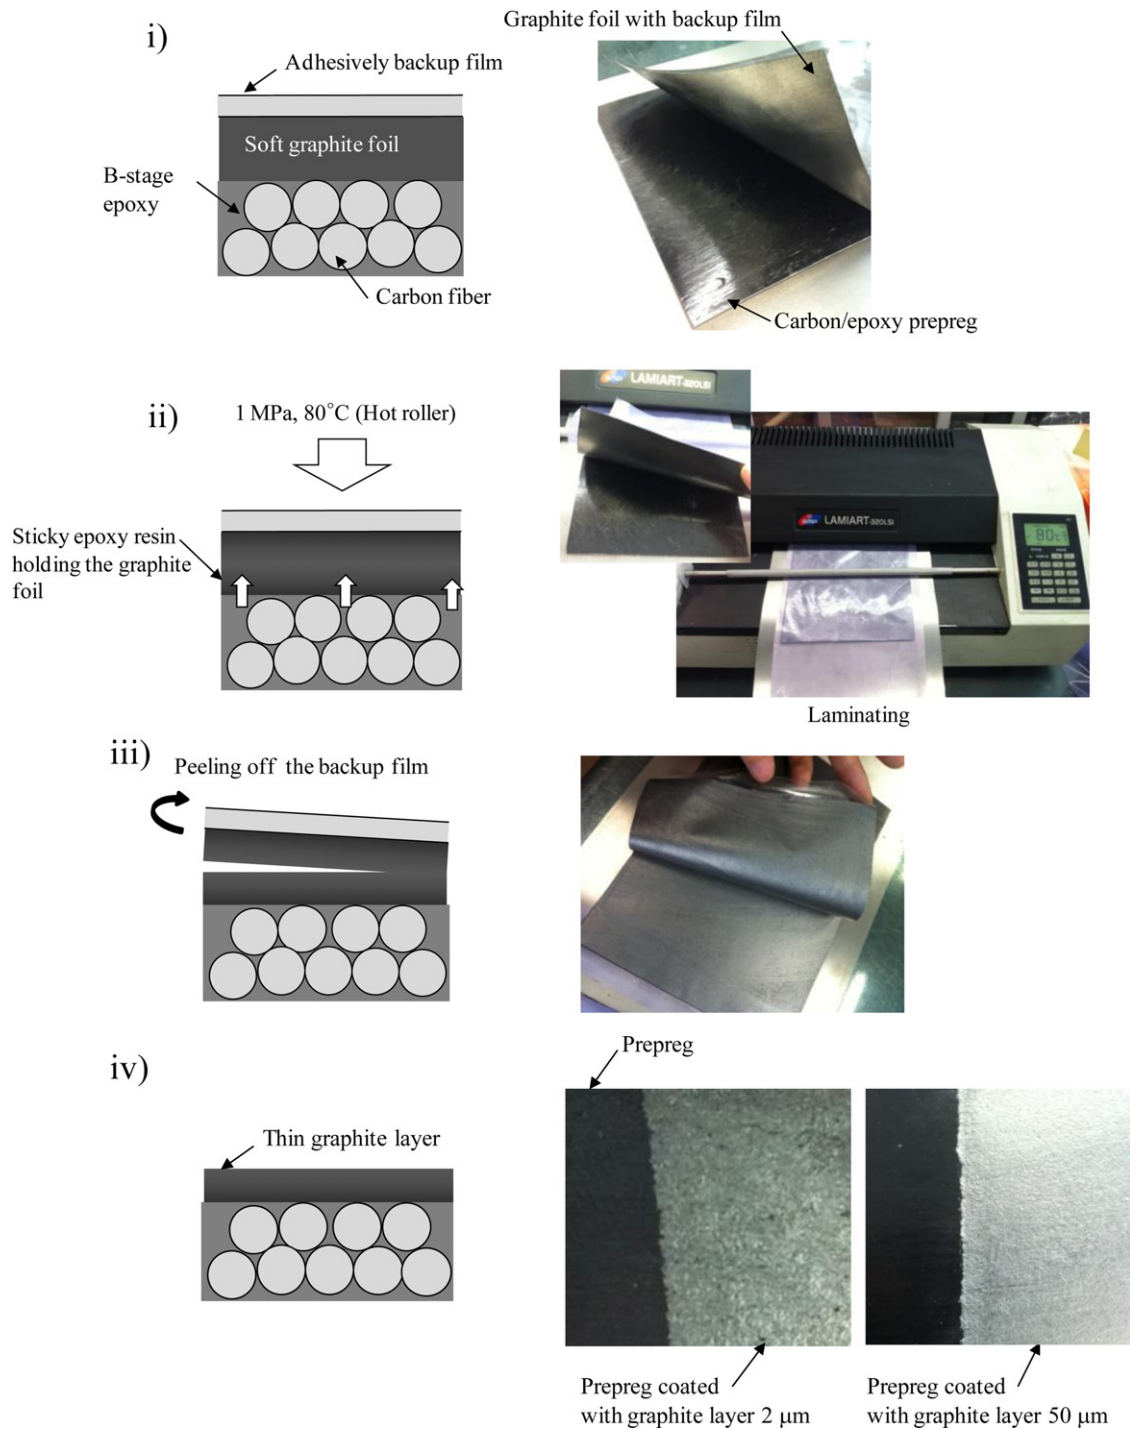 i)
Graphite foil with backup film
Adhesively backup film
Soft graphite foil
B-stage
epoxy
Carbon fiber
Carbon/epoxy prepreg
ii)
1 MPa, 80°C (Hot roller)
LAMIART-320LSI
LAMIART-320LSI
80°C
Sticky epoxy resin
holding the graphite
foil
Laminating
iii)
Peeling off the backup film
iv)
Prepreg
Thin graphite layer
Prepreg coated
with graphite layer 2 μm
Prepreg coated
with graphite layer 50 μm